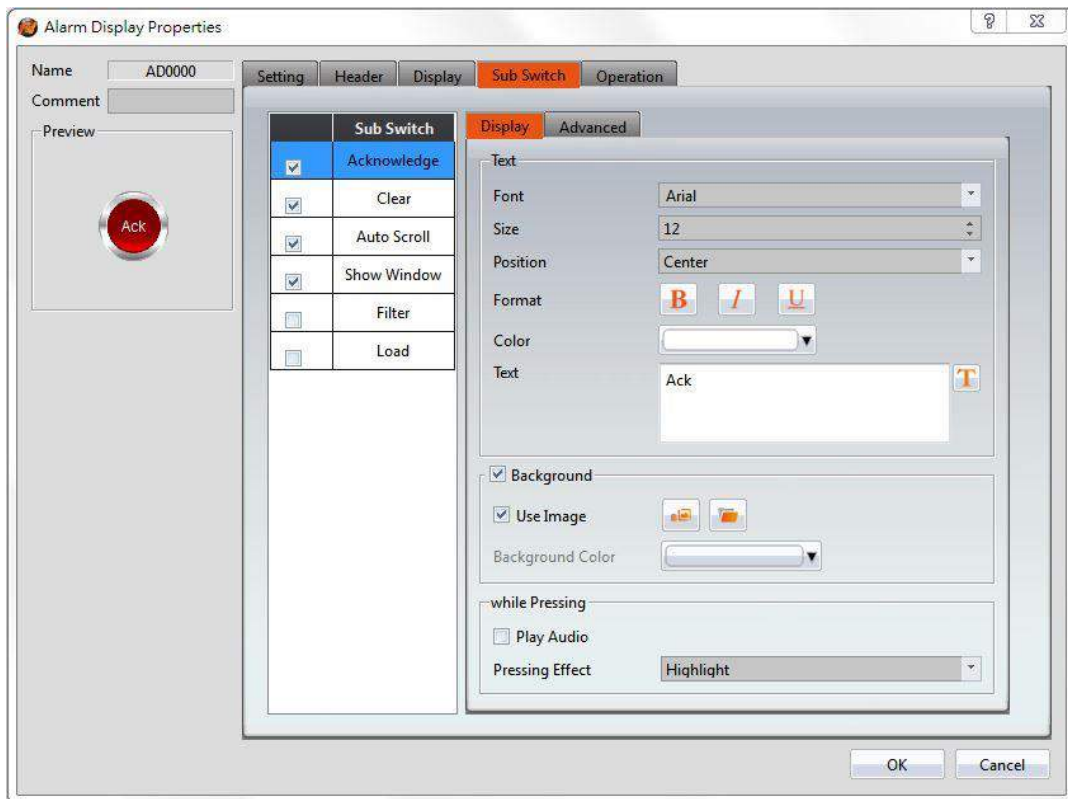 Alarm Display Properties
Name AD0000
Comment
Preview
Ack
Setting Header Display Sub Switch Operation
Sub Switch
Acknowledge
Clear
Auto Scroll
Show Window
Filter
Load
Display Advanced
Text
Font Arial
Size 12
Position Center
Format B I U
Color
Text Ack T
Background
Use Image
Background Color
while Pressing
Play Audio
Pressing Effect Highlight
OK Cancel